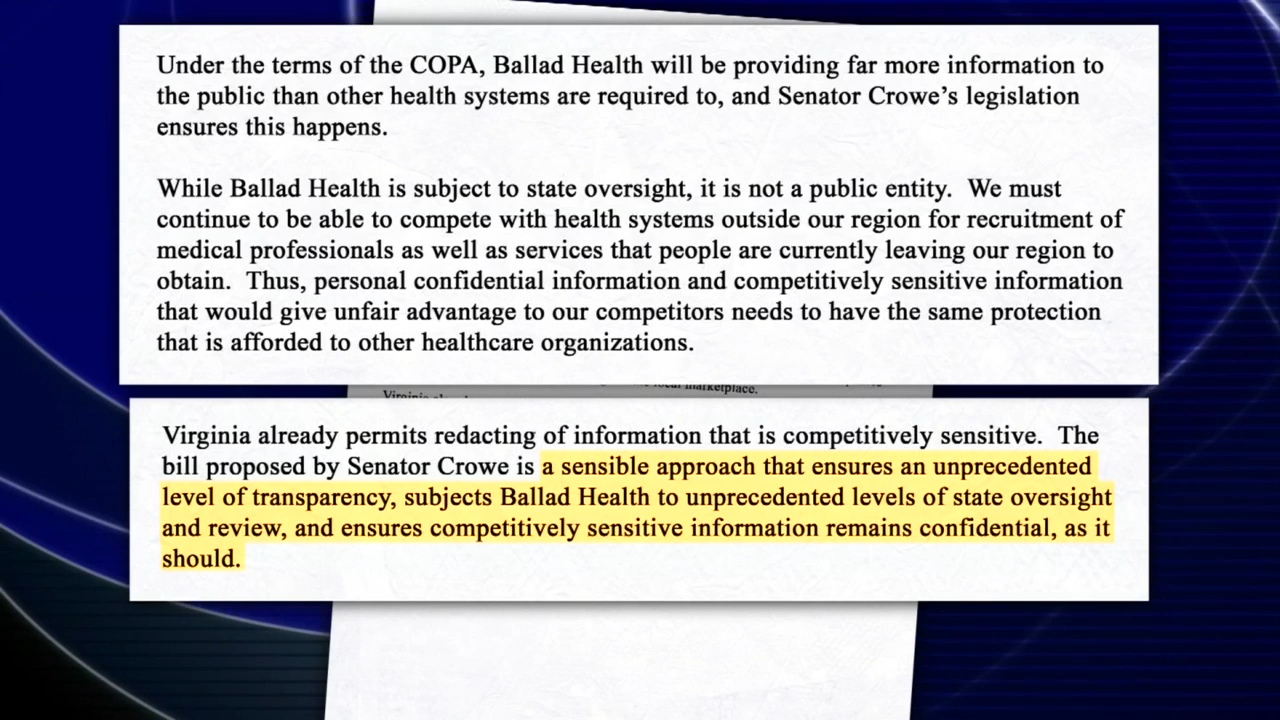 Under the terms of the COPA, Ballad Health will be providing far more information to
the public than other health systems are required to, and Senator Crowe’s legislation
ensures this happens.
While Ballad Health is subject to state oversight, it is not a public entity.  We must
continue to be able to compete with health systems outside our region for recruitment of
medical professionals as well as services that people are currently leaving our region to
obtain.  Thus, personal confidential information and competitively sensitive information
that would give unfair advantage to our competitors needs to have the same protection
that is afforded to other healthcare organizations.
local marketplace.
Virginia
Virginia already permits redacting of information that is competitively sensitive.  The
bill proposed by Senator Crowe is a sensible approach that ensures an unprecedented
level of transparency, subjects Ballad Health to unprecedented levels of state oversight
and review, and ensures competitively sensitive information remains confidential, as it
should.